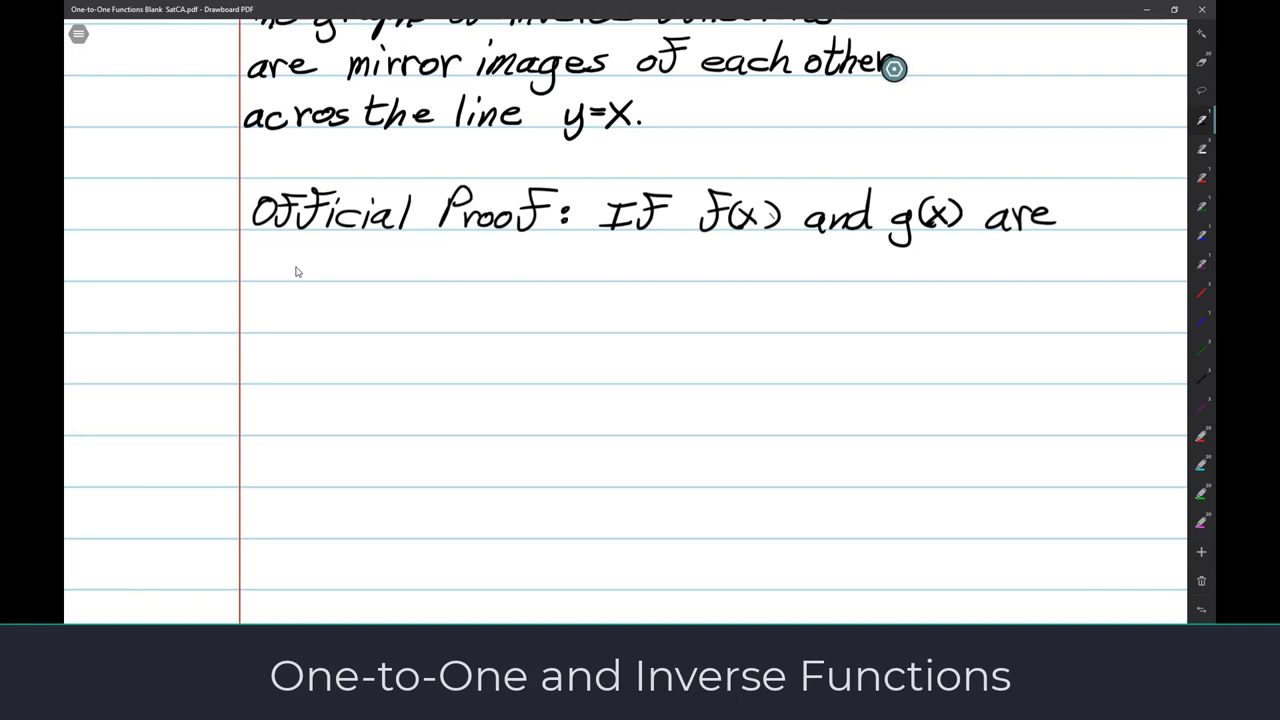 One-to-One Functions Blank SatCA.pdf - Drawboard PDF
are mirror images of each other
acros the line y=x.
Official Proof: If f(x) and g(x) are
One-to-One and Inverse Functions